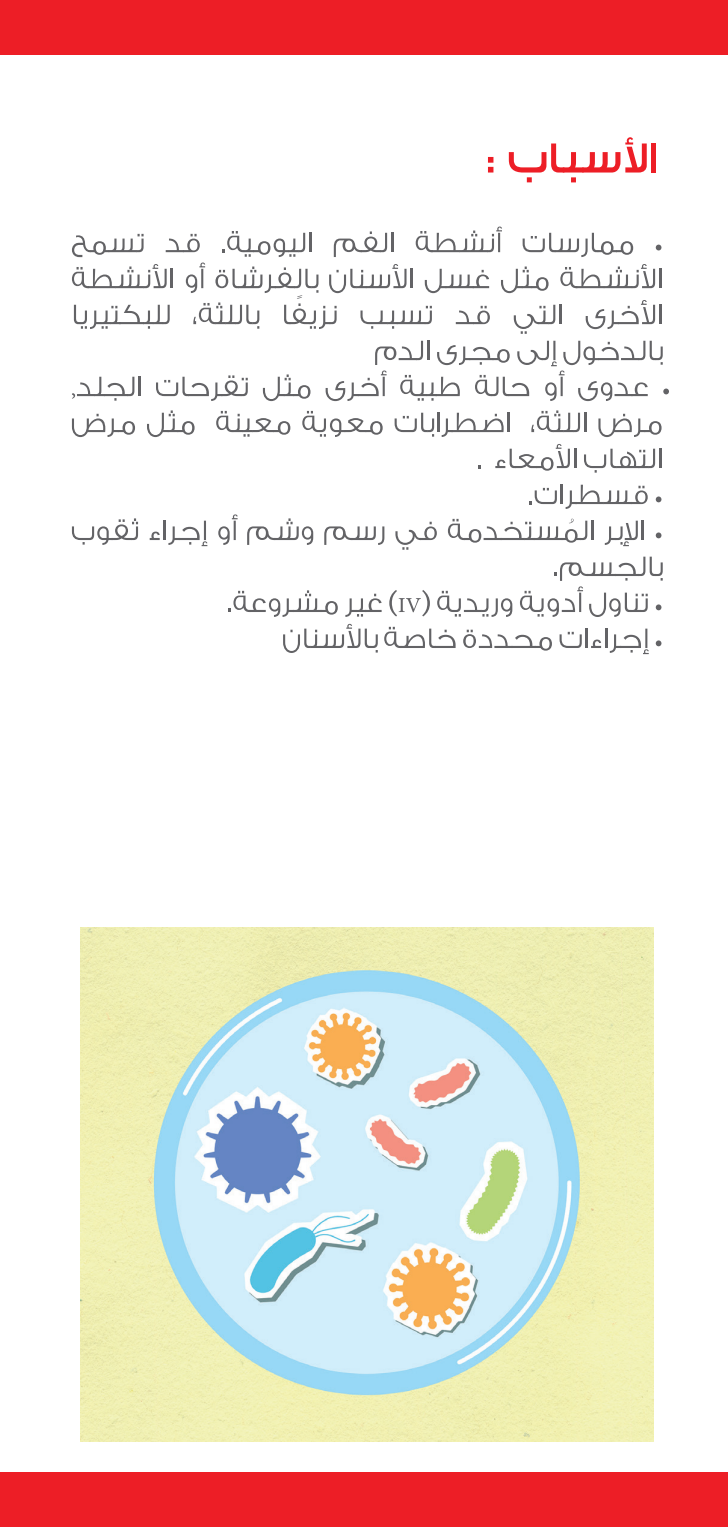 الأسباب :
• ممارسات أنشطة الفم اليومية. قد تسمح
الأنشطة مثل غسل الأسنان بالفرشاة أو الأنشطة
الأخرى التي قد تسبب نزيفًا باللثة، للبكتيريا
بالدخول إلى مجرى الدم
• عدوى أو حالة طبية أخرى مثل تقرحات الجلد,
مرض اللثة، اضطرابات معوية معينة مثل مرض
التهاب الأمعاء .
• قسطرات.
• الإبر المُستخدمة في رسم وشم أو إجراء ثقوب
بالجسم.
• تناول أدوية وريدية (IV) غير مشروعة.
• إجراءات محددة خاصة بالأسنان